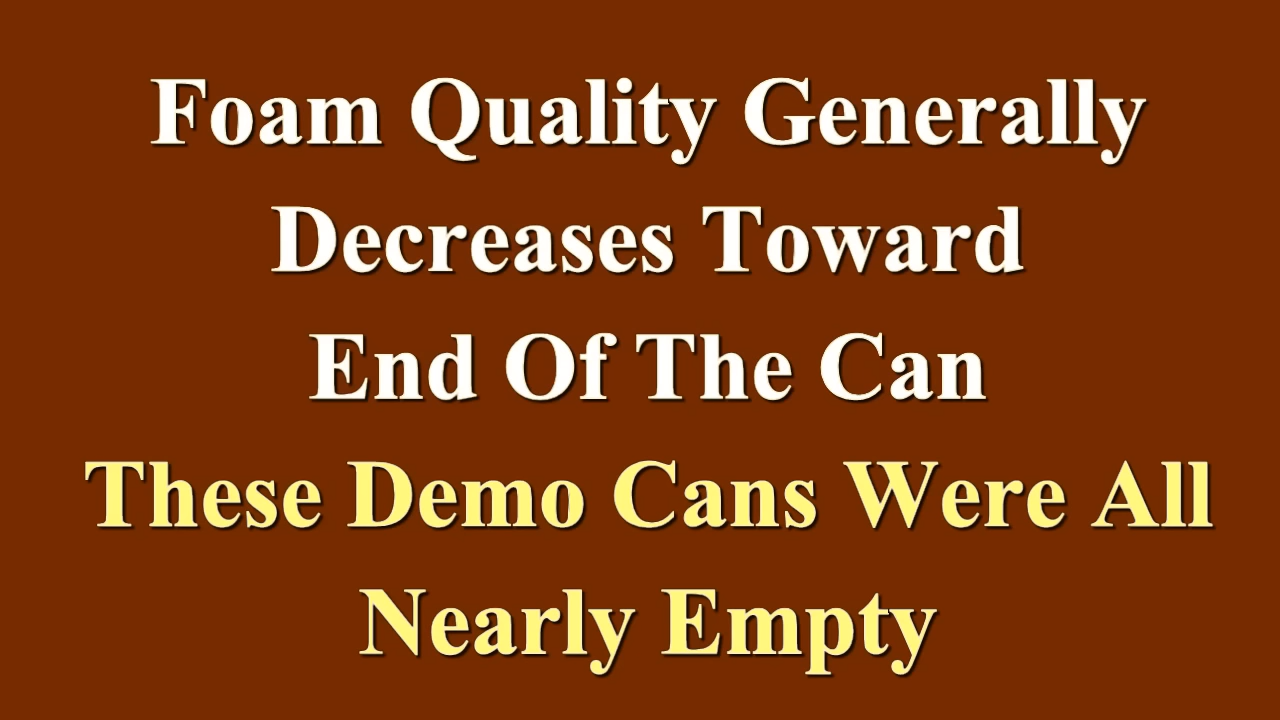 Foam Quality Generally
Decreases Toward
End Of The Can
These Demo Cans Were All
Nearly Empty